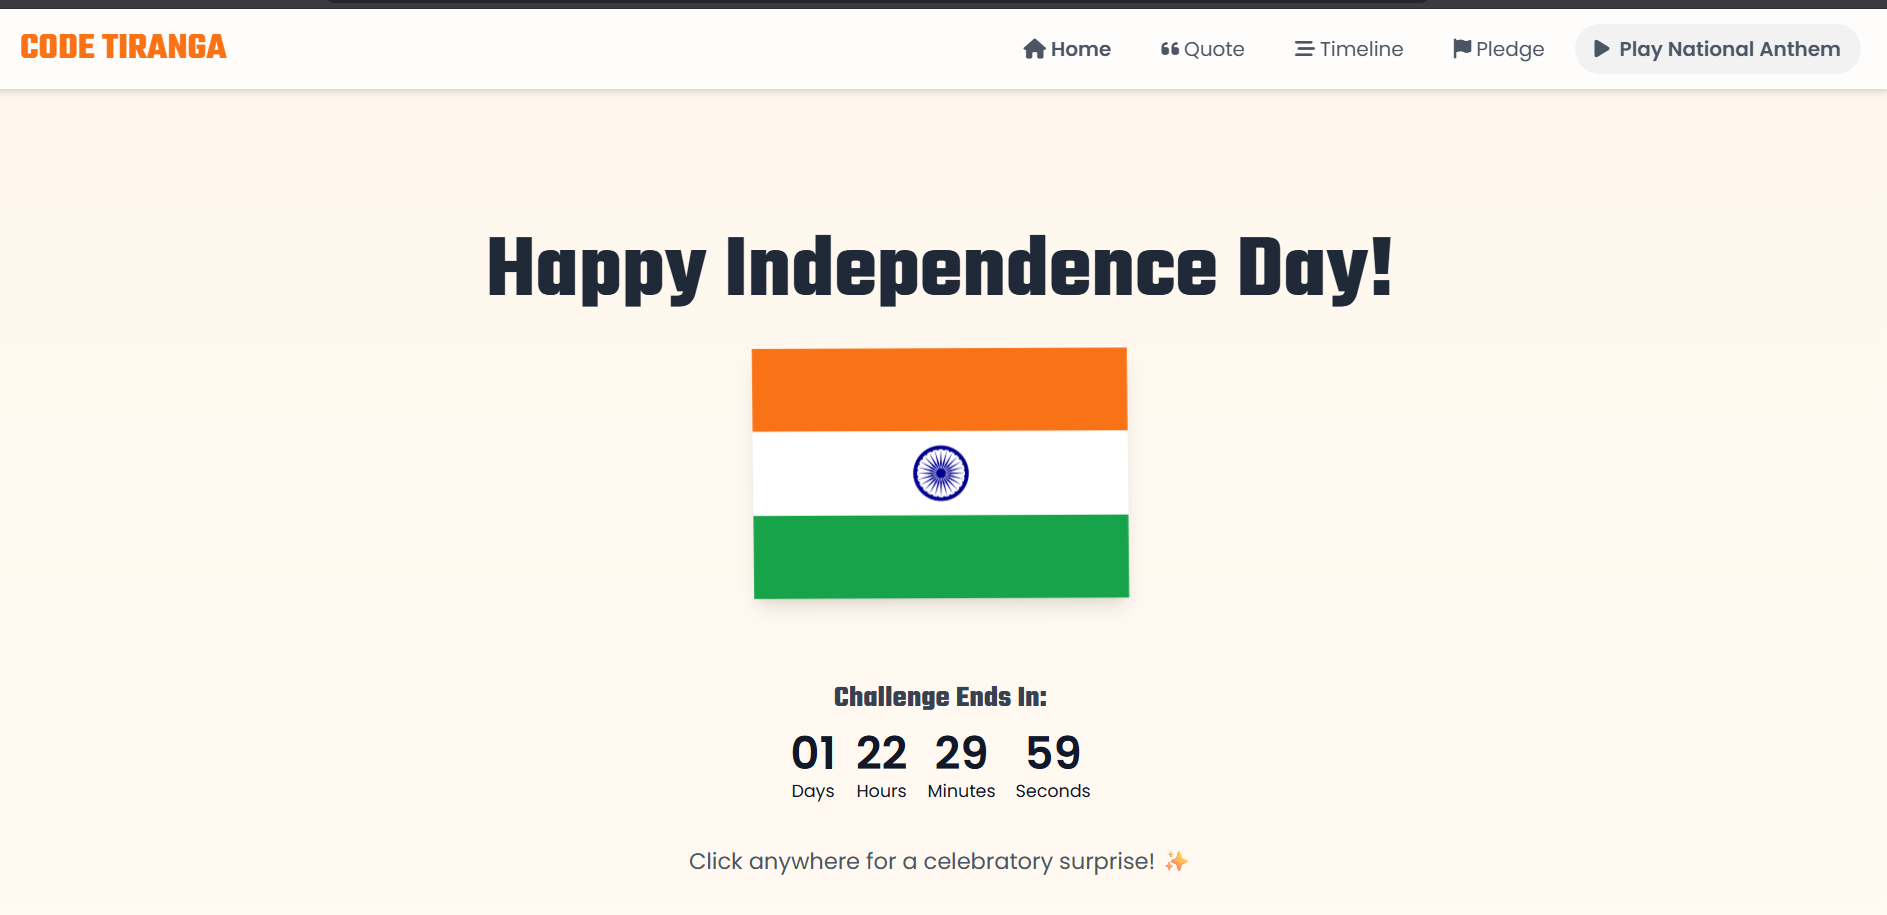 CODE TIRANGA
Home
Quote
Timeline
Pledge
Play National Anthem
Happy Independence Day!
Challenge Ends In:
01 22 29 59
Days Hours Minutes Seconds
Click anywhere for a celebratory surprise! ✨